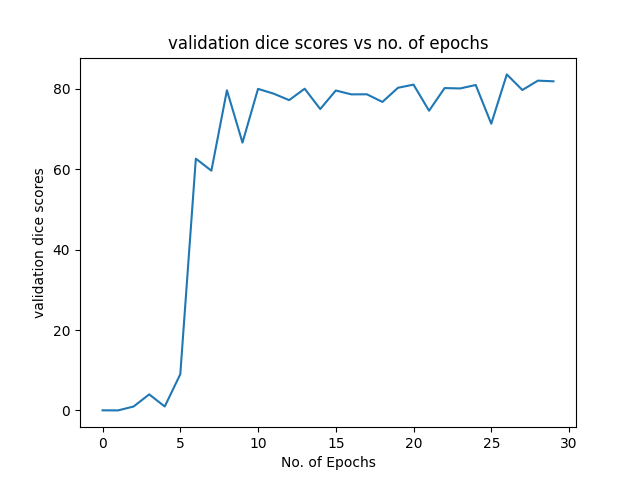 validation dice scores vs no. of epochs
validation dice scores
80
60
40
20
0
0 5 10 15 20 25 30
No. of Epochs